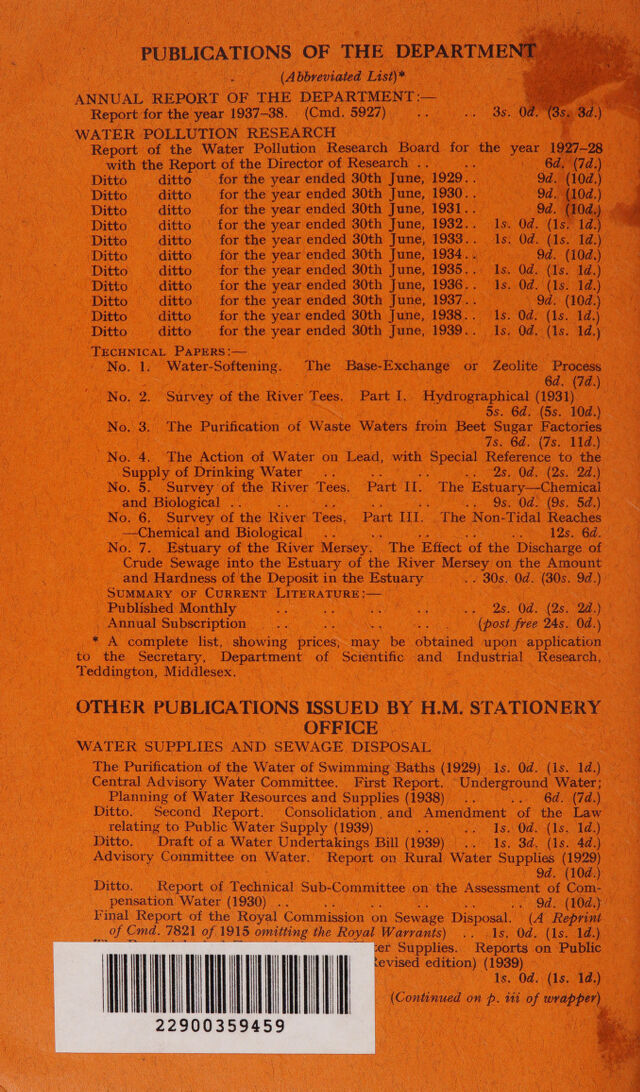 PUBLICATIONS OF THE DEPARTMENT
(Abbreviated List)*
ANNUAL REPORT OF THE DEPARTMENT:—
Report for the year 1937-38. (Cmd. 5927) .. .. 3s. 0d. (3s. 3d.)
WATER POLLUTION RESEARCH
Report of the Water Pollution Research Board for the year 1927-28
with the Report of the Director of Research .. .. 6d. (7d.)
Ditto ditto for the year ended 30th June, 1929.. 9d. (10d.)
Ditto ditto for the year ended 30th June, 1930.. 9d. (10d.)
Ditto ditto for the year ended 30th June, 1931.. 9d. (10d.)
Ditto ditto for the year ended 30th June, 1932.. 1s. 0d. (1s. 1d.)
Ditto ditto for the year ended 30th June, 1933.. 1s. 0d. (1s. 1d.)
Ditto ditto for the year ended 30th June, 1934.. 9d. (10d.)
Ditto ditto for the year ended 30th June, 1935.. 1s. 0d. (1s. 1d.)
Ditto ditto for the year ended 30th June, 1936.. 1s. 0d. (1s. 1d.)
Ditto ditto for the year ended 30th June, 1937.. 9d. (10d.)
Ditto ditto for the year ended 30th June, 1938.. 1s. 0d. (1s. 1d.)
Ditto ditto for the year ended 30th June, 1939.. 1s. 0d. (1s. 1d.)
TECHNICAL PAPERS:—
No. 1. Water-Softening. The Base-Exchange or Zeolite Process
6d. (7d.)
No. 2. Survey of the River Tees. Part I. Hydrographical (1931)
5s. 6d. (5s. 10d.)
No. 3. The Purification of Waste Waters from Beet Sugar Factories
7s. 6d. (7s. 11d.)
No. 4. The Action of Water on Lead, with Special Reference to the
Supply of Drinking Water .. .. .. .. 2s. 0d. (2s. 2d.)
No. 5. Survey of the River Tees. Part II. The Estuary—Chemical
and Biological .. .. .. .. .. .. 9s. 0d. (9s. 5d.)
No. 6. Survey of the River Tees. Part III. The Non-Tidal Reaches
—Chemical and Biological .. .. .. .. .. 12s. 6d.
No. 7. Estuary of the River Mersey. The Effect of the Discharge of
Crude Sewage into the Estuary of the River Mersey on the Amount
and Hardness of the Deposit in the Estuary .. 30s. 0d. (30s. 9d.)
SUMMARY OF CURRENT LITERATURE:—
Published Monthly .. .. .. .. .. 2s. 0d. (2s. 2d.)
Annual Subscription .. .. .. .. (post free 24s. 0d.)
* A complete list, showing prices, may be obtained upon application
to the Secretary, Department of Scientific and Industrial Research,
Teddington, Middlesex.
OTHER PUBLICATIONS ISSUED BY H.M. STATIONERY
OFFICE
WATER SUPPLIES AND SEWAGE DISPOSAL
The Purification of the Water of Swimming Baths (1929) 1s. 0d. (1s. 1d.)
Central Advisory Water Committee. First Report. Underground Water;
Planning of Water Resources and Supplies (1938) .. .. 6d. (7d.)
Ditto. Second Report. Consolidation and Amendment of the Law
relating to Public Water Supply (1939) .. .. 1s. 0d. (1s. 1d.)
Ditto. Draft of a Water Undertakings Bill (1939) .. 1s. 3d. (1s. 4d.)
Advisory Committee on Water. Report on Rural Water Supplies (1929)
9d. (10d.)
Ditto. Report of Technical Sub-Committee on the Assessment of Com-
pensation Water (1930) .. .. .. .. .. .. 9d. (10d.)
Final Report of the Royal Commission on Sewage Disposal. (A Reprint
of Cmd. 7821 of 1915 omitting the Royal Warrants) .. 1s. 0d. (1s. 1d.)
Supplies. Reports on Public
edition) (1939)
1s. 0d. (1s. 1d.)
(Continued on p. iii of wrapper)
22900359459